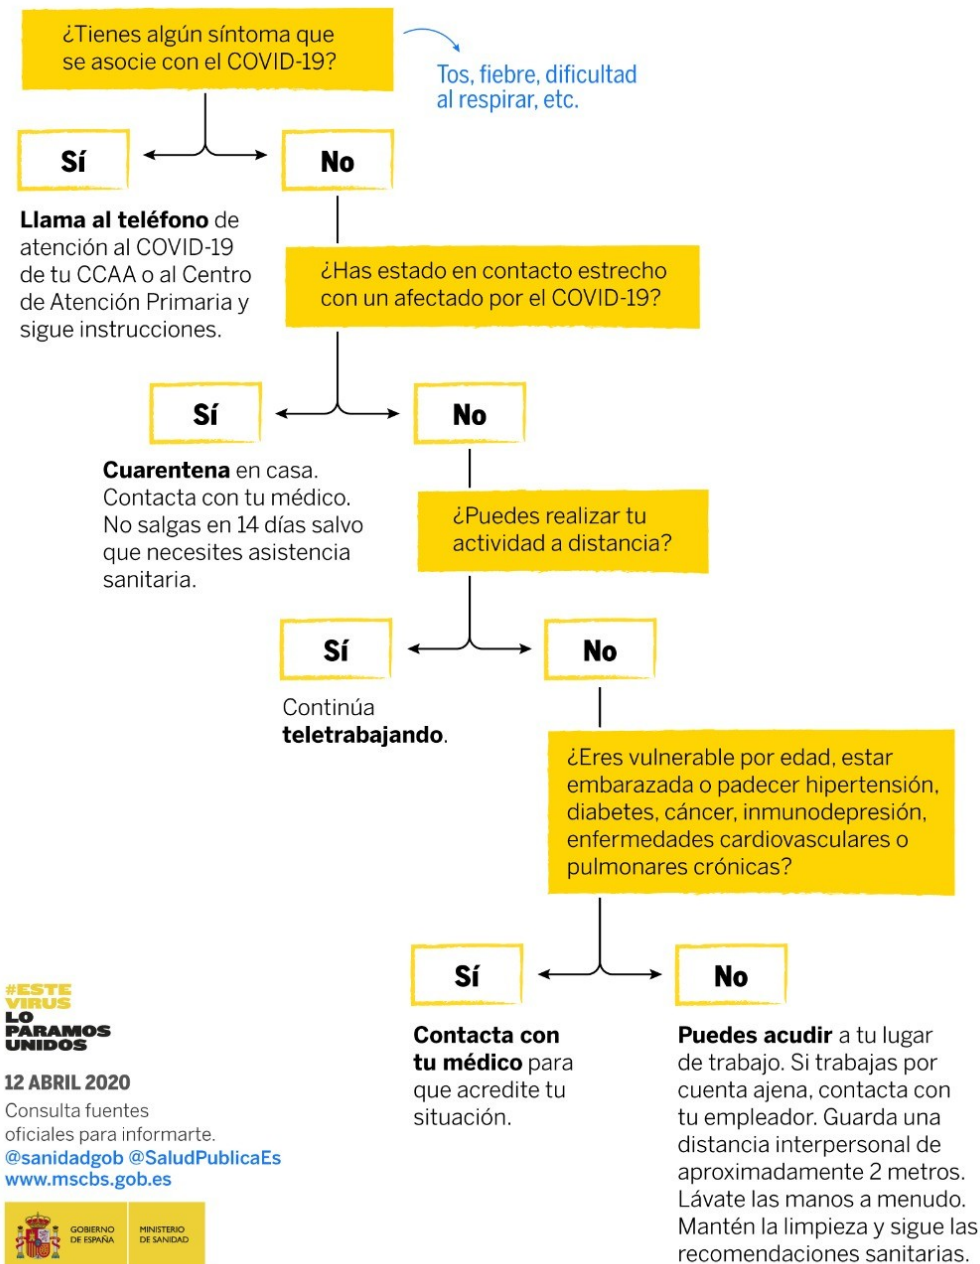 ¿Tienes algún síntoma que
se asocie con el COVID-19?
Tos, fiebre, dificultad
al respirar, etc.
Sí
No
Llama al teléfono de
atención al COVID-19
de tu CCAA o al Centro
de Atención Primaria y
sigue instrucciones.
¿Has estado en contacto estrecho
con un afectado por el COVID-19?
Sí
No
Cuarentena en casa.
Contacta con tu médico.
No salgas en 14 días salvo
que necesites asistencia
sanitaria.
¿Puedes realizar tu
actividad a distancia?
Sí
No
Continúa
teletrabajando.
¿Eres vulnerable por edad, estar
embarazada o padecer hipertensión,
diabetes, cáncer, inmunodepresión,
enfermedades cardiovasculares o
pulmonares crónicas?
Sí
No
Contacta con
tu médico para
que acredite tu
situación.
Puedes acudir a tu lugar
de trabajo. Si trabajas por
cuenta ajena, contacta con
tu empleador. Guarda una
distancia interpersonal de
aproximadamente 2 metros.
Lávate las manos a menudo.
Mantén la limpieza y sigue las
recomendaciones sanitarias.
#ESTE
VIRUS
LO
PARAMOS
UNIDOS
12 ABRIL 2020
Consulta fuentes
oficiales para informarte.
@sanidadgob @SaludPublicaEs
www.mscbs.gob.es
GOBIERNO
DE ESPAÑA
MINISTERIO
DE SANIDAD